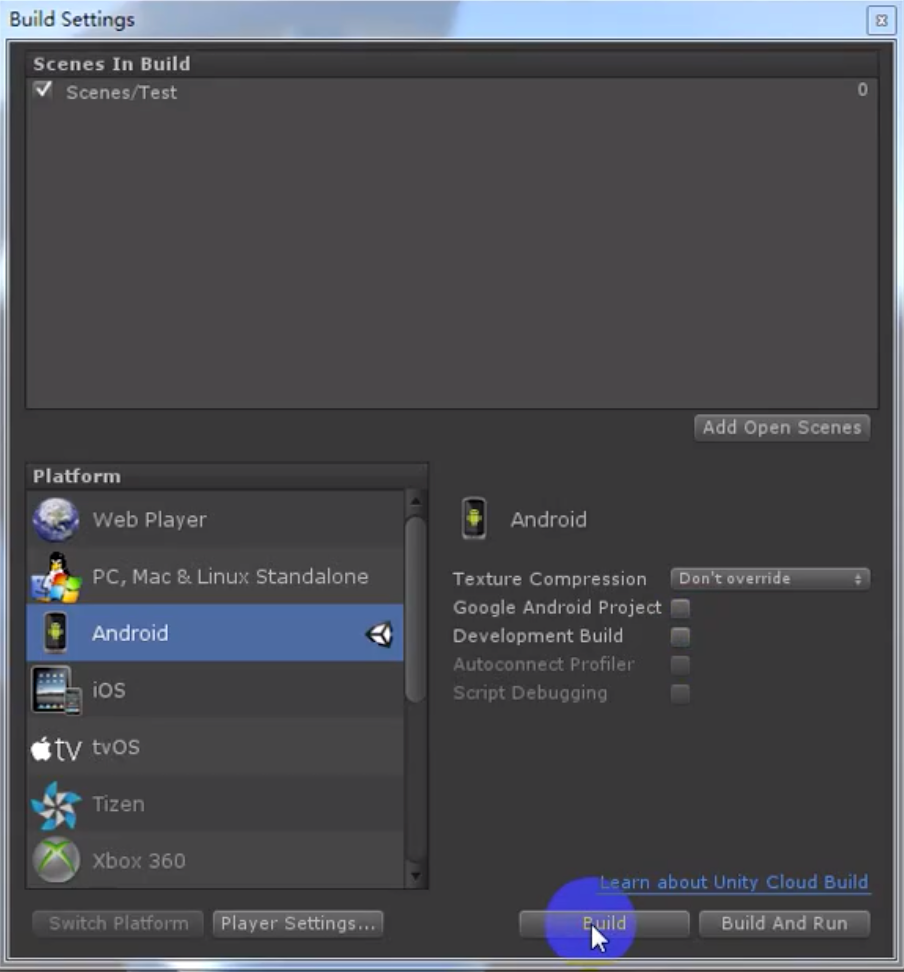 Build Settings
Scenes In Build
Scenes/Test 0
Add Open Scenes
Platform
Web Player
PC, Mac & Linux Standalone
Android
iOS
tv tvOS
Tizen
Xbox 360
Android
Texture Compression Don't override
Google Android Project
Development Build
Autoconnect Profiler
Script Debugging
Learn about Unity Cloud Build
Switch Platform Player Settings... Build Build And Run